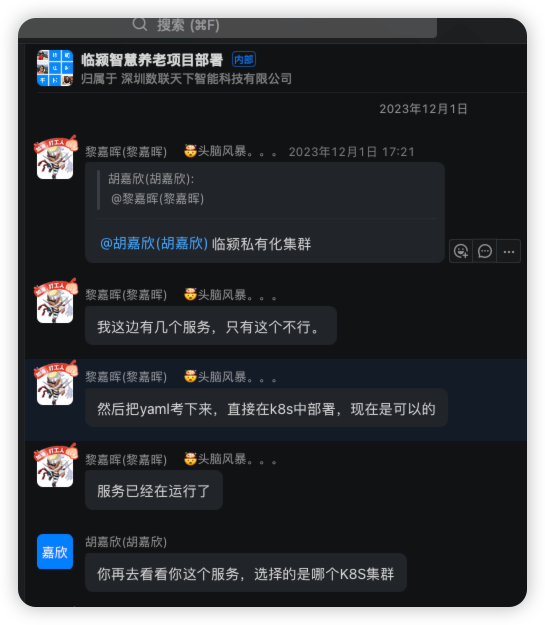 搜索 (⌘F)
临颍智慧养老项目部署 内部
归属于 深圳数联天下智能科技有限公司
2023年12月1日
黎嘉晖(黎嘉晖) 🤯头脑风暴。。。 2023年12月1日 17:21
胡嘉欣(胡嘉欣):
@黎嘉晖(黎嘉晖)
@胡嘉欣(胡嘉欣) 临颍私有化集群
黎嘉晖(黎嘉晖) 🤯头脑风暴。。。
我这边有几个服务，只有这个不行。
黎嘉晖(黎嘉晖) 🤯头脑风暴。。。
然后把yaml考下来，直接在k8s中部署，现在是可以的
黎嘉晖(黎嘉晖) 🤯头脑风暴。。。
服务已经在运行了
嘉欣
胡嘉欣(胡嘉欣)
你再去看看你这个服务，选择的是哪个K8S集群